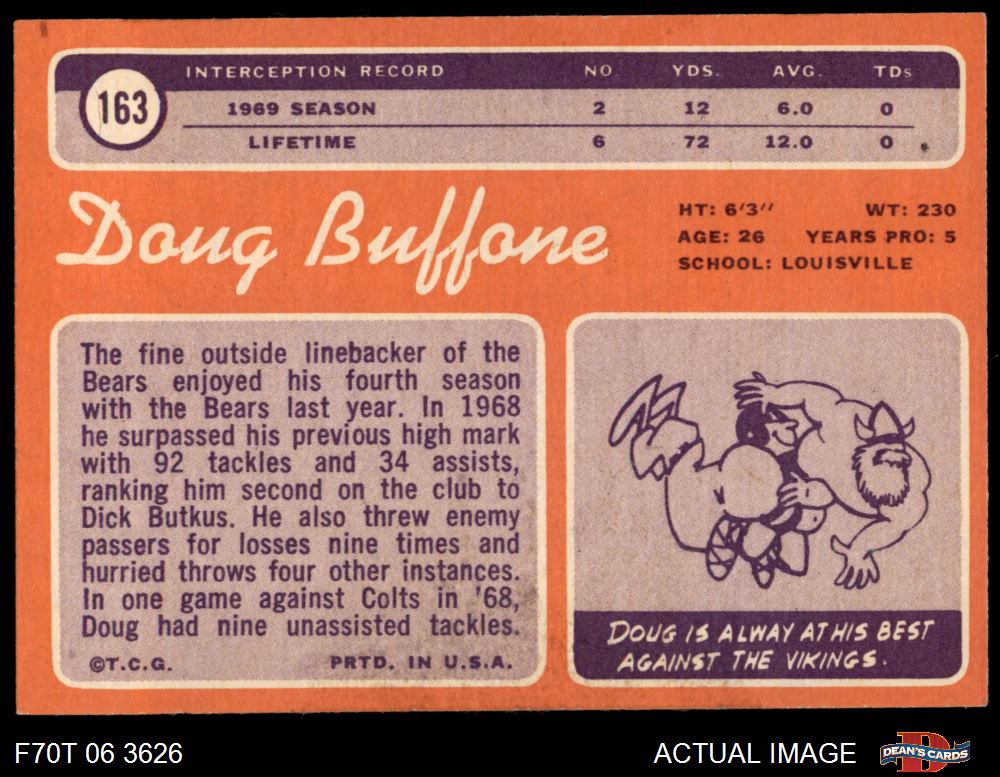 163
INTERCEPTION RECORD NO. YDS. AVG. TDs
1969 SEASON 2 12 6.0 0
LIFETIME 6 72 12.0 0
Doug Buffone
HT: 6'3" WT: 230
AGE: 26 YEARS PRO: 5
SCHOOL: LOUISVILLE
The fine outside linebacker of the
Bears enjoyed his fourth season
with the Bears last year. In 1968
he surpassed his previous high mark
with 92 tackles and 34 assists,
ranking him second on the club to
Dick Butkus. He also threw enemy
passers for losses nine times and
hurried throws four other instances.
In one game against Colts in '68,
Doug had nine unassisted tackles.
©T.C.G. PRTD. IN U.S.A.
DOUG IS ALWAY AT HIS BEST
AGAINST THE VIKINGS.
F70T 06 3626
ACTUAL IMAGE
D
DEAN'S CARDS